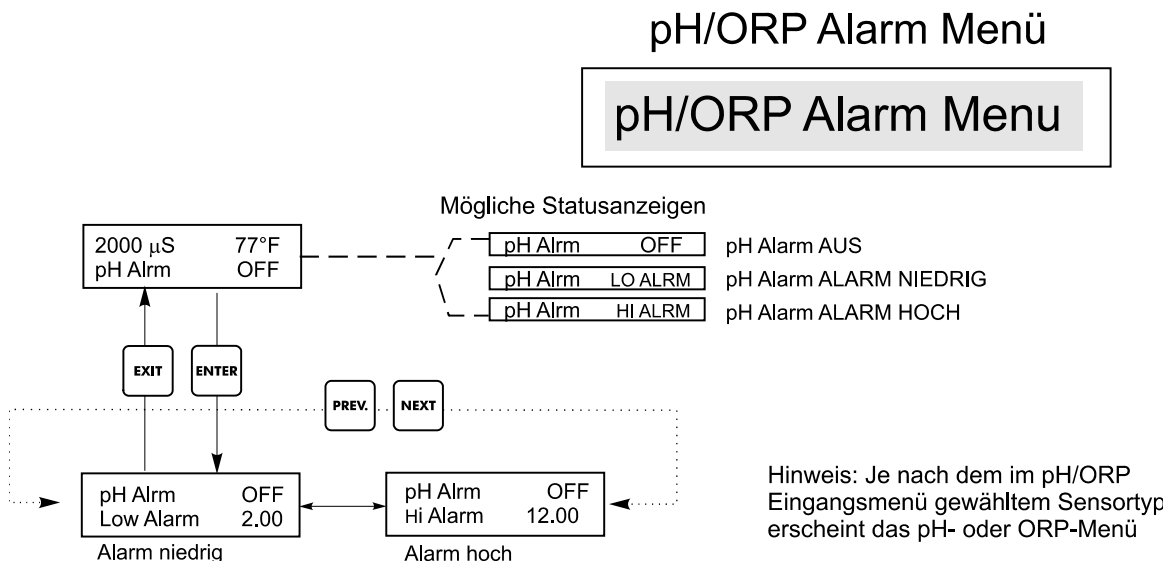 pH/ORP Alarm Menü
pH/ORP Alarm Menu
Mögliche Statusanzeigen
2000 µS 77°F
pH Alrm OFF
pH Alrm OFF pH Alarm AUS
pH Alrm LO ALRM pH Alarm ALARM NIEDRIG
pH Alrm HI ALRM pH Alarm ALARM HOCH
EXIT ENTER
PREV. NEXT
pH Alrm OFF
Low Alarm 2.00
Alarm niedrig
pH Alrm OFF
Hi Alarm 12.00
Alarm hoch
Hinweis: Je nach dem im pH/ORP
Eingangsmenü gewähltem Sensortyp
erscheint das pH- oder ORP-Menü